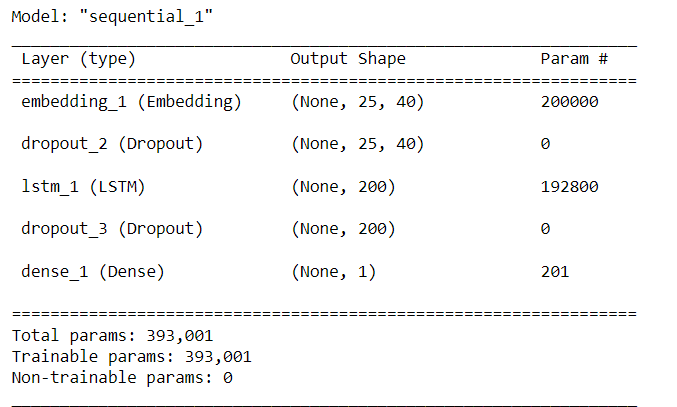 Model: "sequential_1"
_________________________________________________________________
Layer (type) Output Shape Param #
=================================================================
embedding_1 (Embedding) (None, 25, 40) 200000
dropout_2 (Dropout) (None, 25, 40) 0
lstm_1 (LSTM) (None, 200) 192800
dropout_3 (Dropout) (None, 200) 0
dense_1 (Dense) (None, 1) 201
=================================================================
Total params: 393,001
Trainable params: 393,001
Non-trainable params: 0
_________________________________________________________________